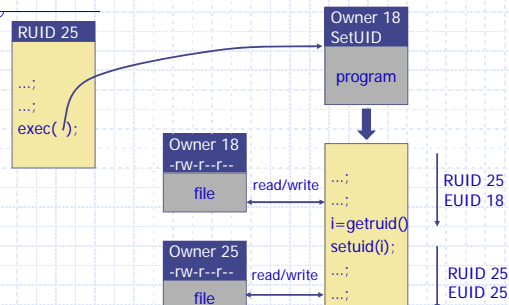 RUID 25
...;
...;
exec( );
Owner 18
SetUID
program
Owner 18
-rw-r--r--
file
read/write
...;
...;
i=getruid()
setuid(i);
...;
...;
RUID 25
EUID 18
Owner 25
-rw-r--r--
file
read/write
RUID 25
EUID 25